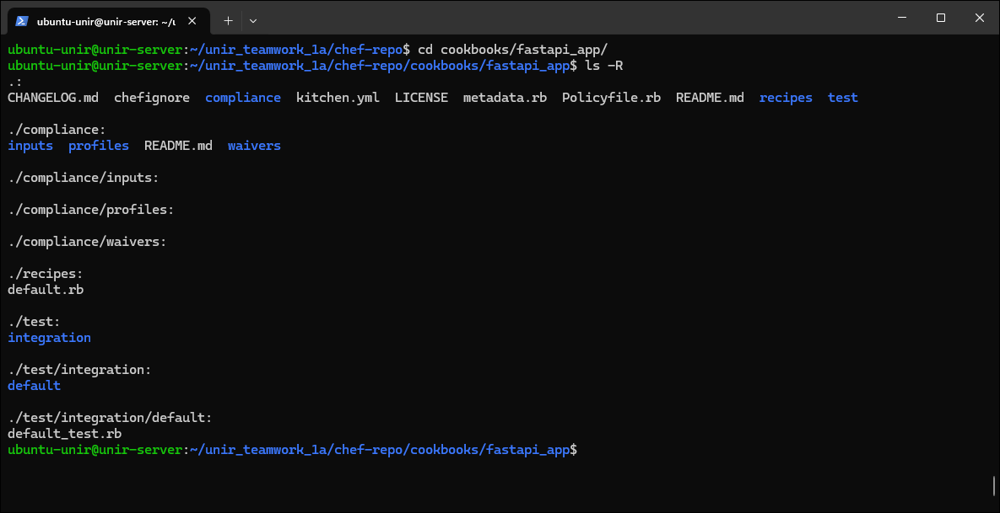 ubuntu-unir@unir-server: ~/u
ubuntu-unir@unir-server:~/unir_teamwork_1a/chef-repo$ cd cookbooks/fastapi_app/
ubuntu-unir@unir-server:~/unir_teamwork_1a/chef-repo/cookbooks/fastapi_app$ ls -R
.:
CHANGELOG.md  chefignore  compliance  kitchen.yml  LICENSE  metadata.rb  Policyfile.rb  README.md  recipes  test
./compliance:
inputs  profiles  README.md  waivers
./compliance/inputs:
./compliance/profiles:
./compliance/waivers:
./recipes:
default.rb
./test:
integration
./test/integration:
default
./test/integration/default:
default_test.rb
ubuntu-unir@unir-server:~/unir_teamwork_1a/chef-repo/cookbooks/fastapi_app$